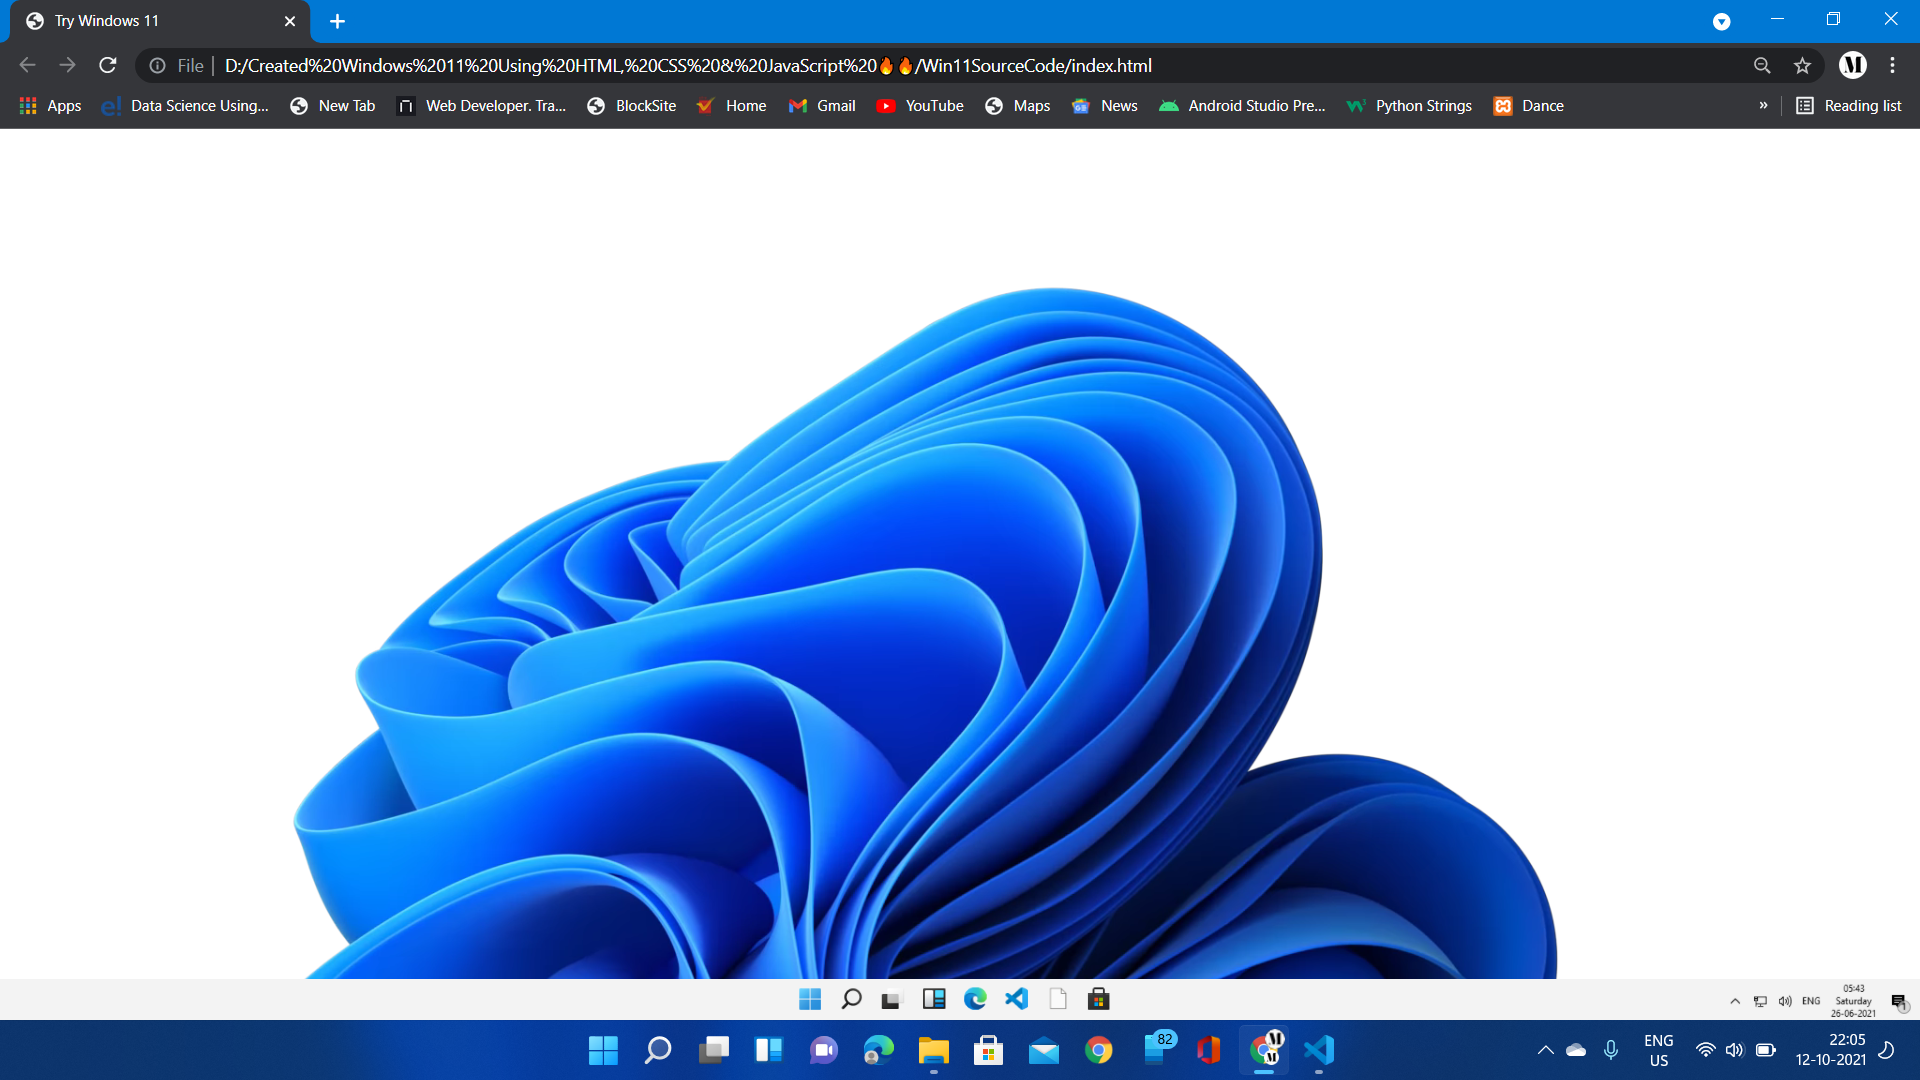 Try Windows 11
File | D:/Created%20Windows%2011%20Using%20HTML,%20CSS%20&%20JavaScript%20🔥🔥/Win11SourceCode/index.html
M
Apps e! Data Science Using... New Tab Web Developer. Tra... BlockSite Home Gmail YouTube Maps News Android Studio Pre... Python Strings Dance » Reading list
05:43
ENG Saturday 1
26-06-2021
82 M M ENG 22:05
US 12-10-2021